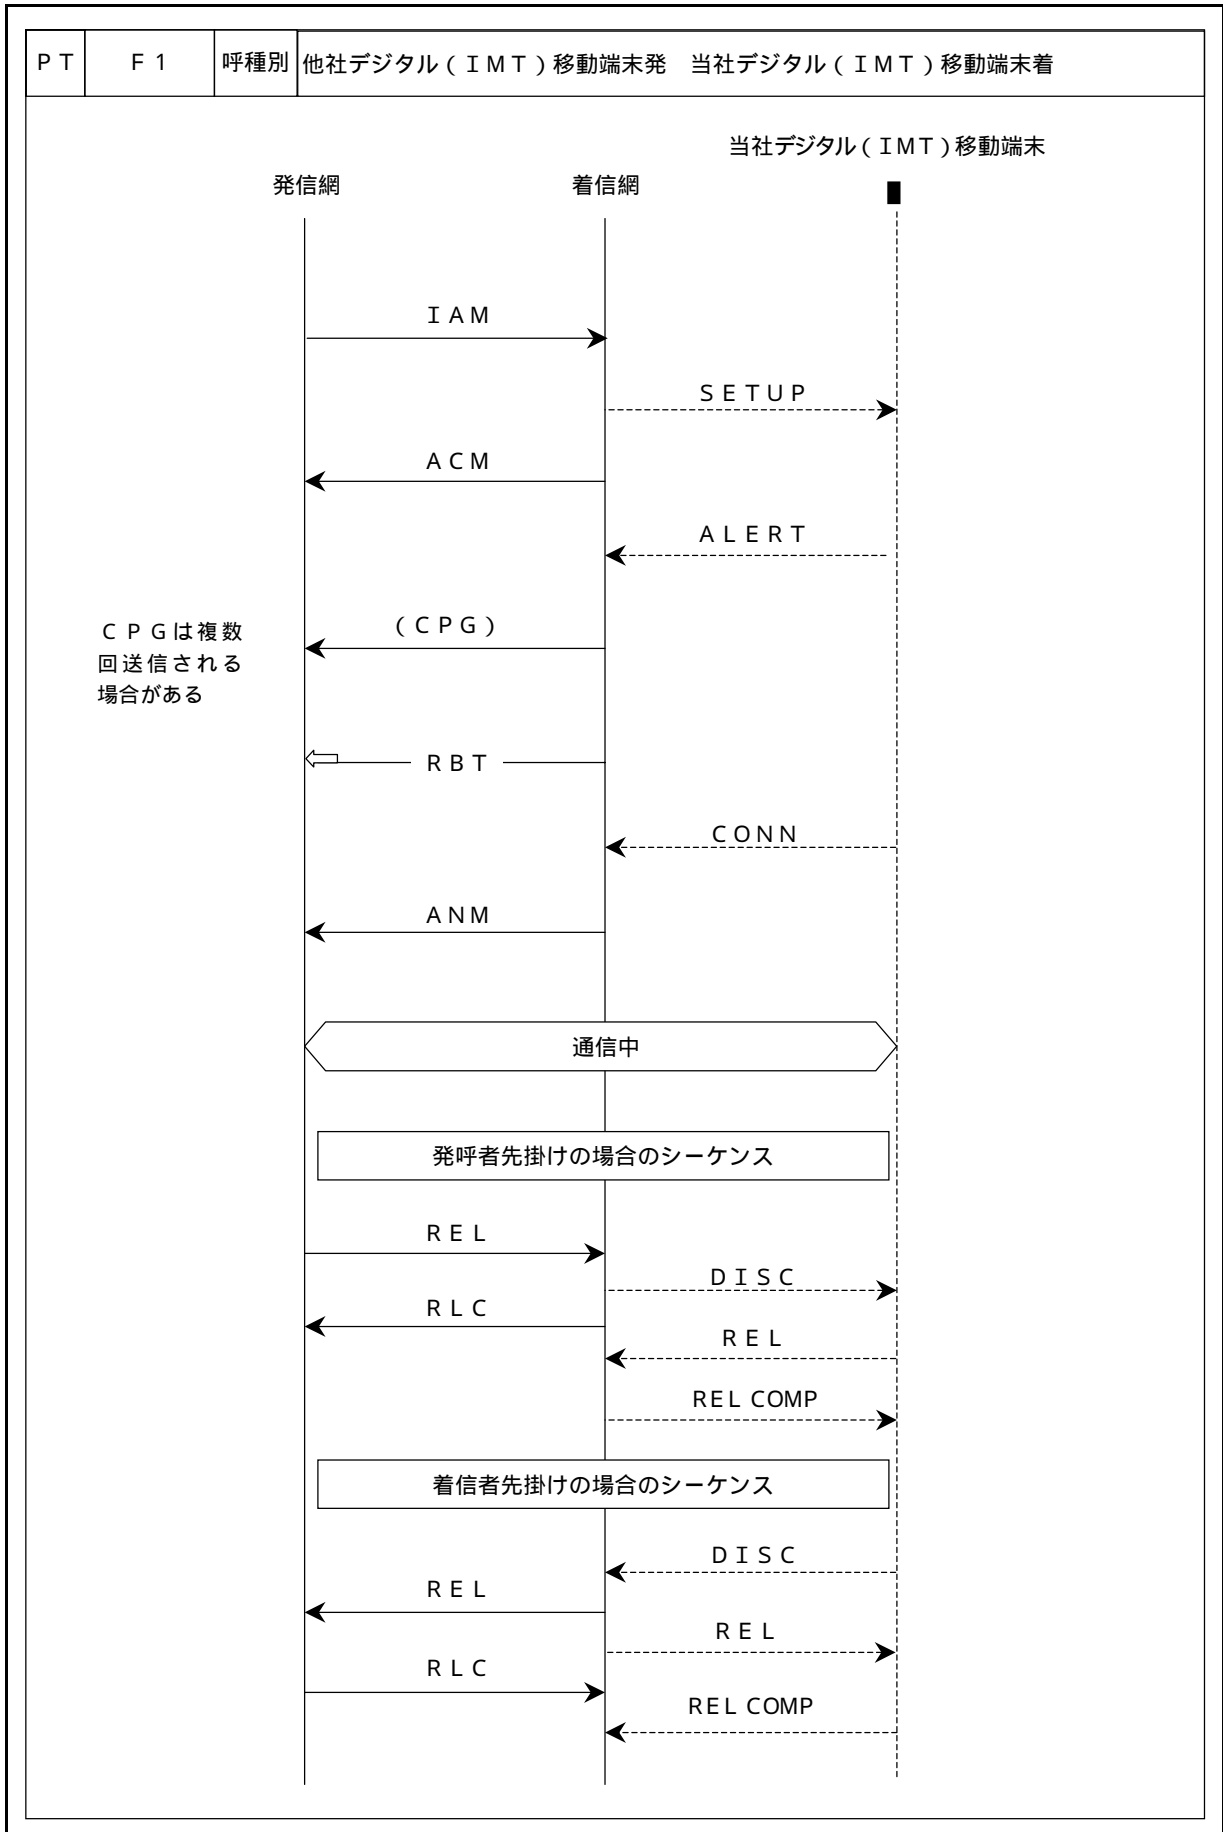 ＰＴ Ｆ１ 呼種別 他社デジタル（ＩＭＴ）移動端末発　当社デジタル（ＩＭＴ）移動端末着
当社デジタル（ＩＭＴ）移動端末
発信網 着信網
ＩＡＭ
ＳＥＴＵＰ
ＡＣＭ
ＡＬＥＲＴ
（ＣＰＧ）
ＣＰＧは複数
回送信される
場合がある
ＲＢＴ
ＣＯＮＮ
ＡＮＭ
通信中
発呼者先掛けの場合のシーケンス
ＲＥＬ
ＤＩＳＣ
ＲＬＣ
ＲＥＬ
REL COMP
着信者先掛けの場合のシーケンス
ＤＩＳＣ
ＲＥＬ
ＲＥＬ
ＲＬＣ
REL COMP